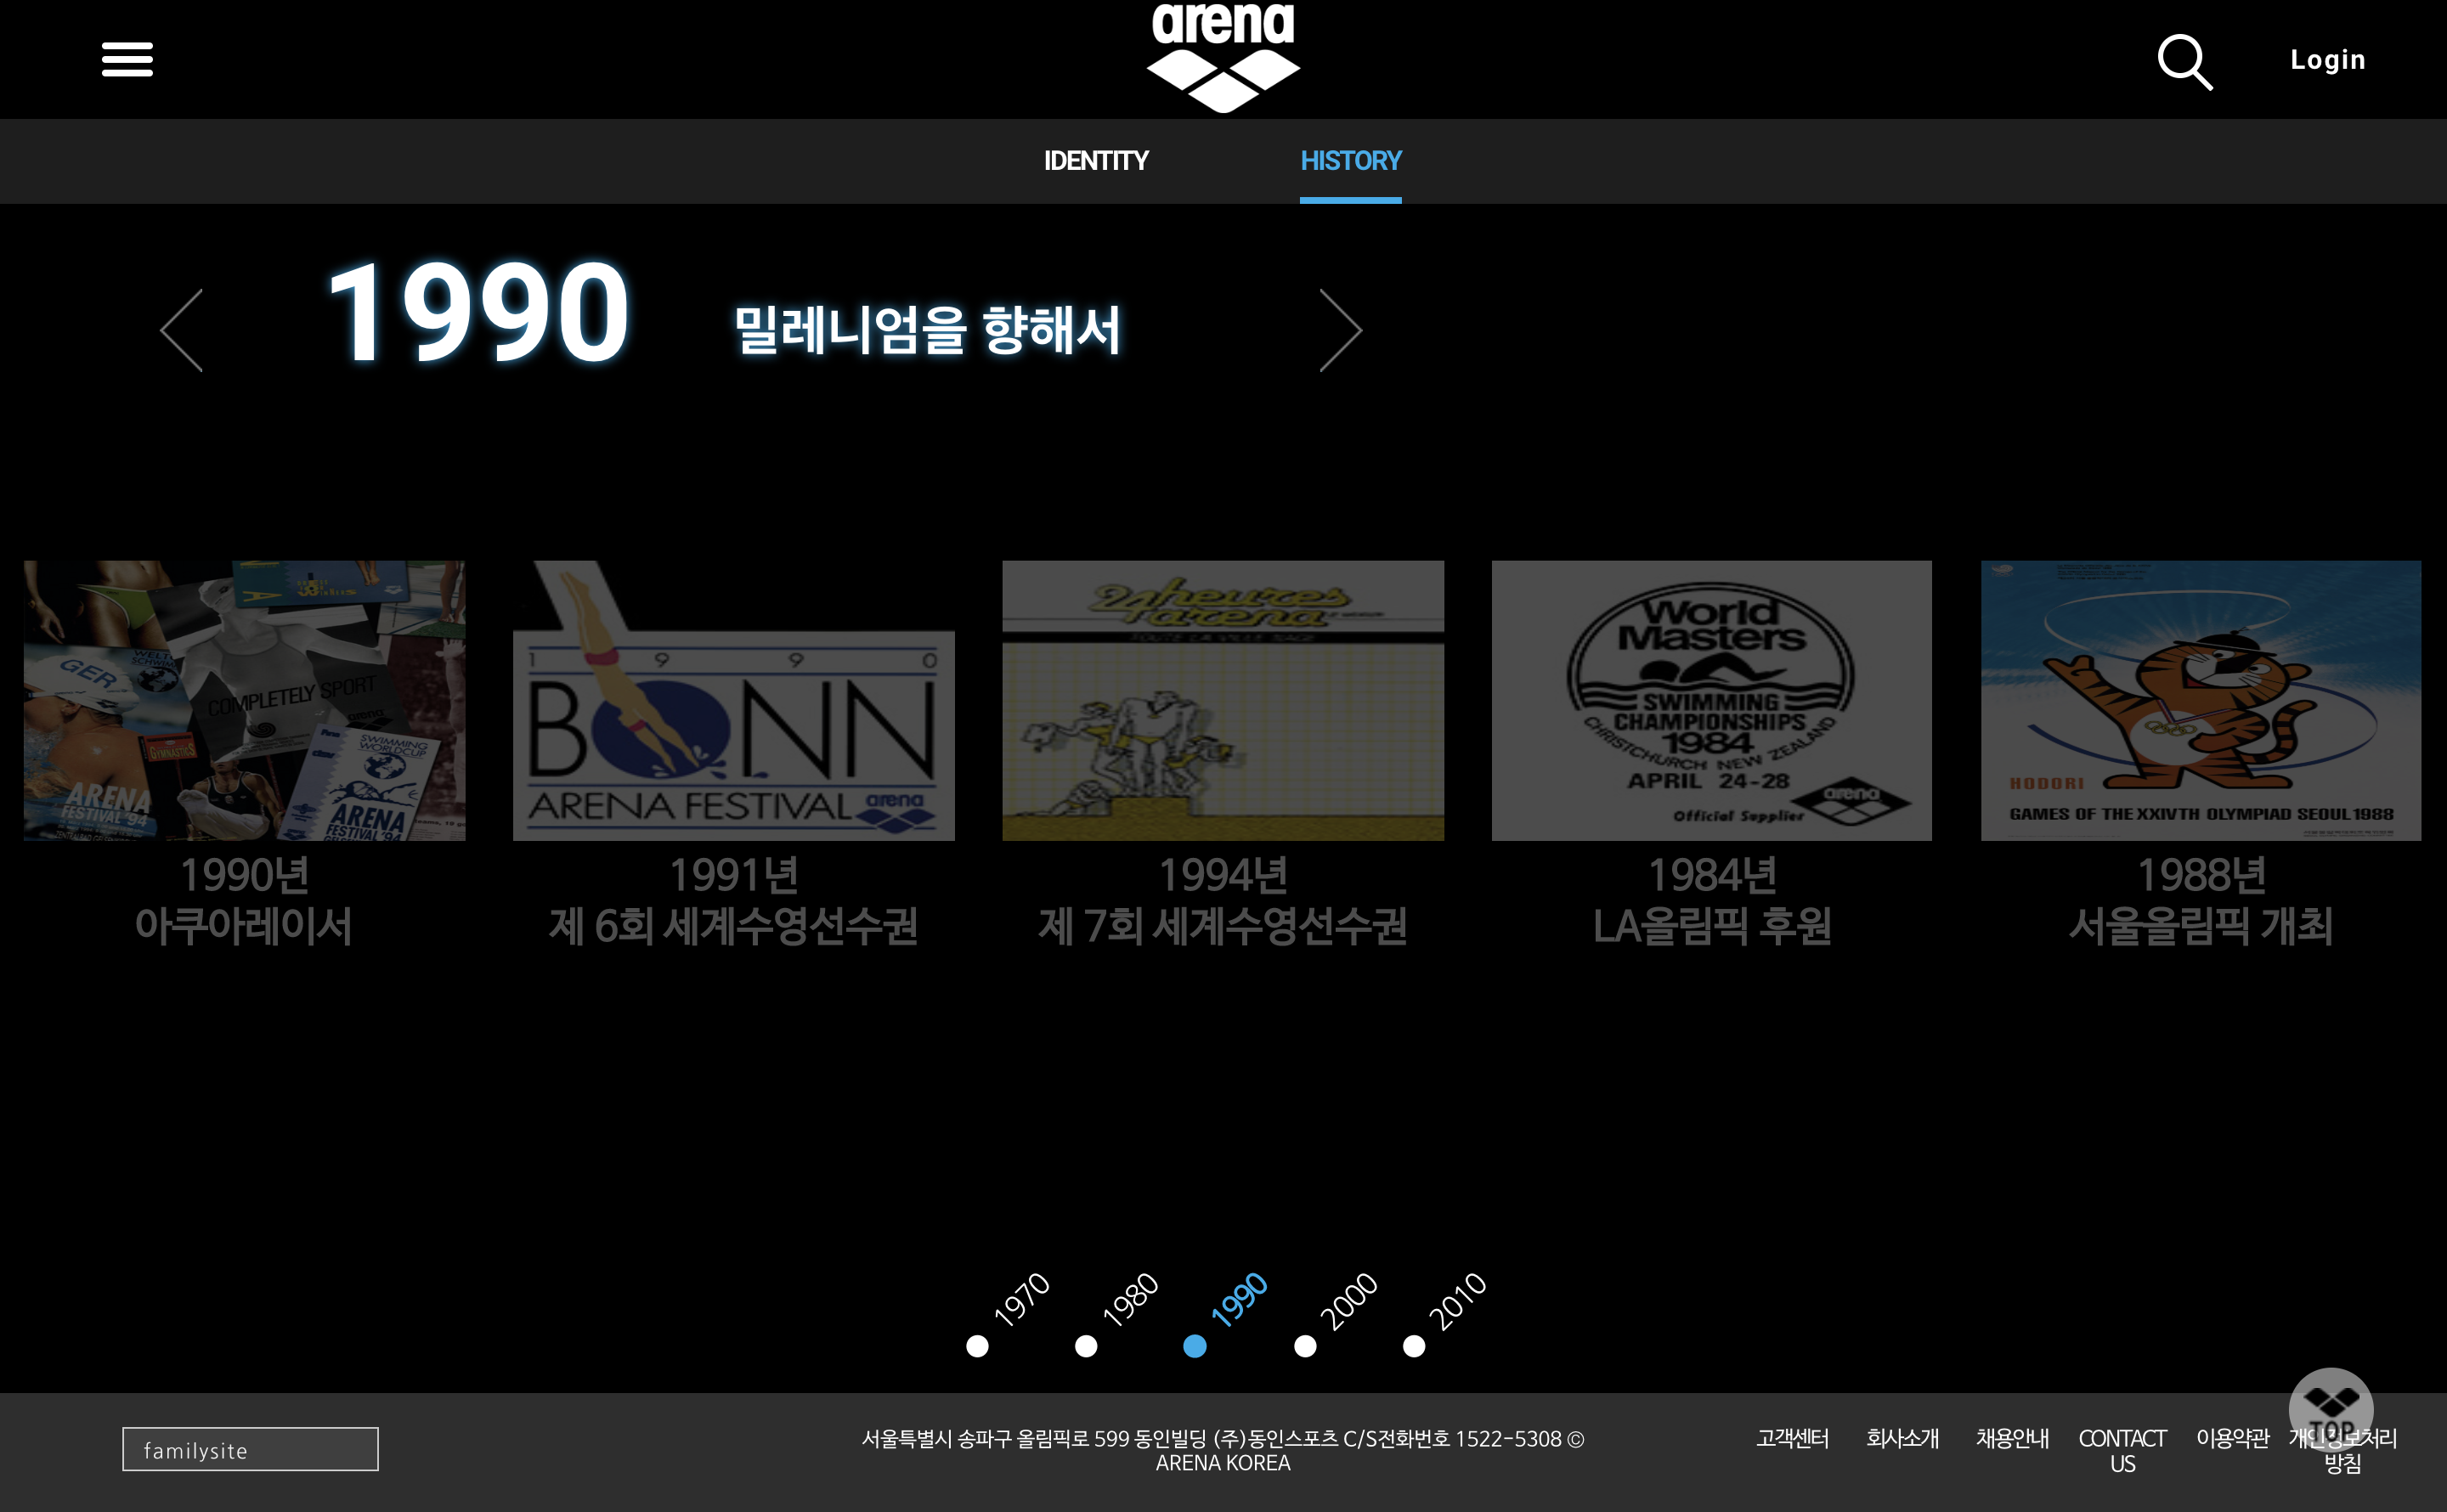 arena
Login
IDENTITY
HISTORY
1990
밀레니엄을 향해서
GER
WELT
SCHWIM
COMPLETELY SPORT
arena
GYMNASTICS
SWIMMING
WORLDCUP
ARENA
FESTIVAL '94
ARENA
FESTIVAL '94
1 9 9 0
BONN
ARENA FESTIVAL
arena
24 heures
arena
TOUTE LA VILLE NAGE
World
Masters
SWIMMING
CHAMPIONSHIPS
1984
CHRISTCHURCH NEW ZEALAND
APRIL 24-28
arena
Official Supplier
HODORI
GAMES OF THE XXIVTH OLYMPIAD SEOUL 1988
1990년
아쿠아레이서
1991년
제 6회 세계수영선수권
1994년
제 7회 세계수영선수권
1984년
LA올림픽 후원
1988년
서울올림픽 개최
1970
1980
1990
2000
2010
familysite
서울특별시 송파구 올림픽로 599 동인빌딩 (주)동인스포츠 C/S전화번호 1522-5308 ©
ARENA KOREA
고객센터
회사소개
채용안내
CONTACT
US
이용약관
개인정보처리
방침
TOP